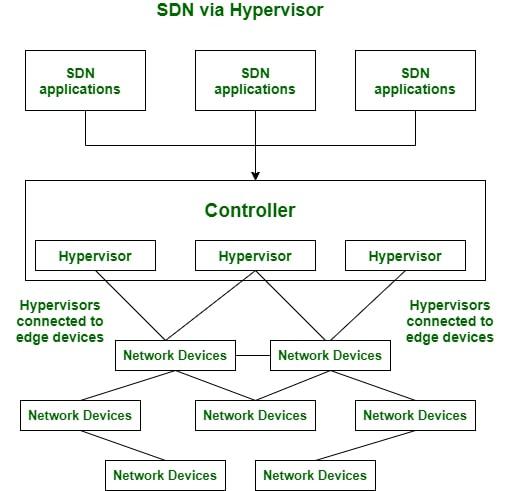 SDN via Hypervisor
SDN
applications
SDN
applications
SDN
applications
Controller
Hypervisor
Hypervisor
Hypervisor
Hypervisors
connected to
edge devices
Hypervisors
connected to
edge devices
Network Devices
Network Devices
Network Devices
Network Devices
Network Devices
Network Devices
Network Devices